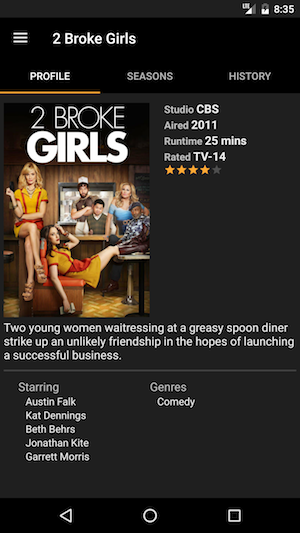 LTE 8:35
2 Broke Girls
PROFILE SEASONS HISTORY
2 BROKE
GIRLS
Studio CBS
Aired 2011
Runtime 25 mins
Rated TV-14
Two young women waitressing at a greasy spoon diner
strike up an unlikely friendship in the hopes of launching
a successful business.
Starring
Austin Falk
Kat Dennings
Beth Behrs
Jonathan Kite
Garrett Morris
Genres
Comedy